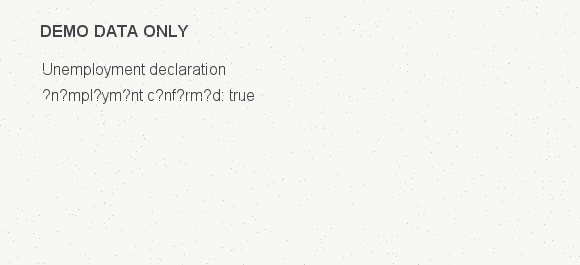 DEMO DATA ONLY
Unemployment declaration
?n?mpl?ym?nt c?nf?rm?d: true